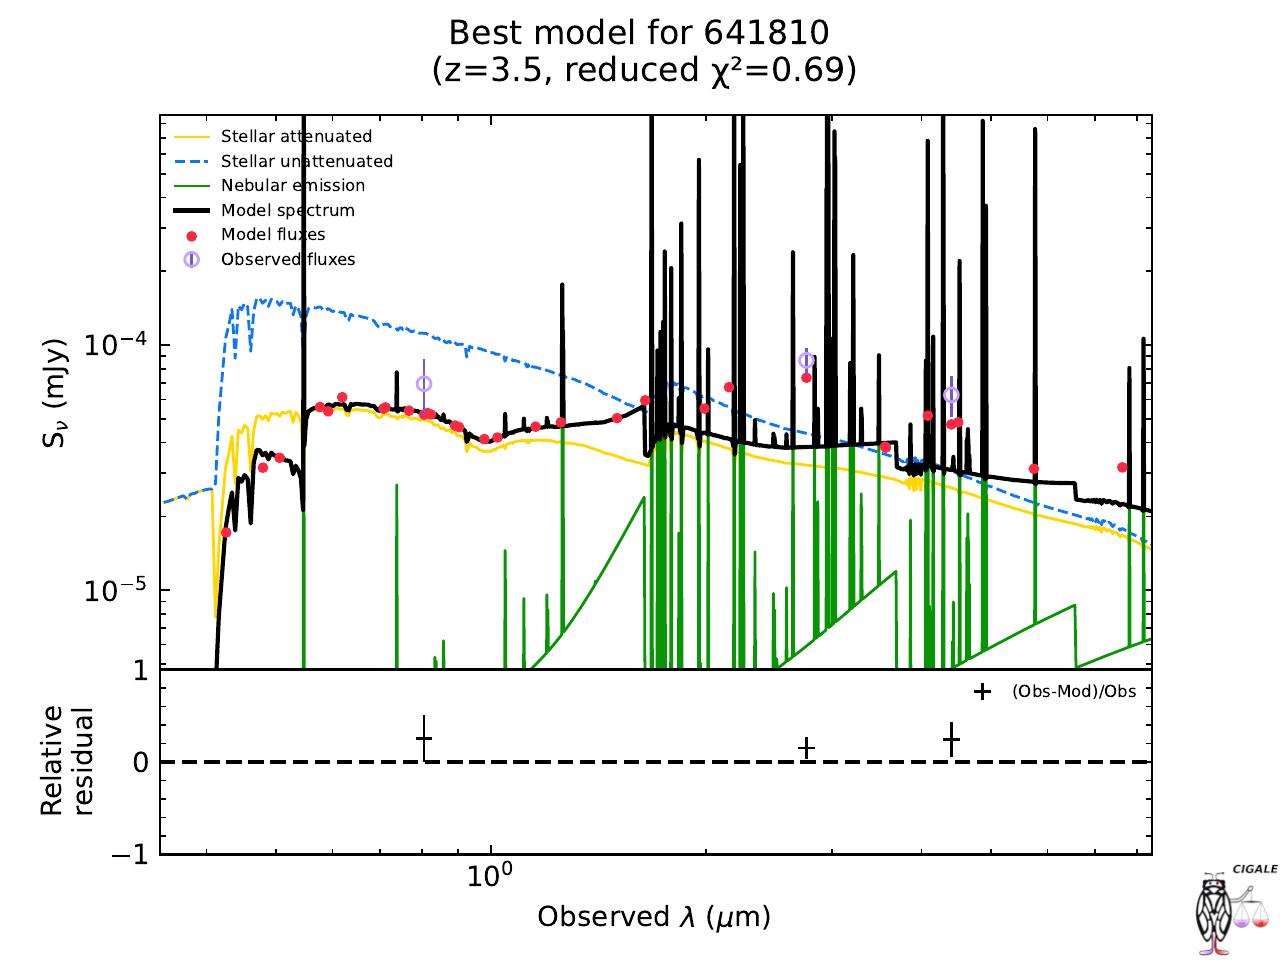 Best model for 641810
(z=3.5, reduced χ²=0.69)
Stellar attenuated
Stellar unattenuated
Nebular emission
Model spectrum
Model fluxes
Observed fluxes
10⁻⁴
10⁻⁵
S_ν (mJy)
1
0
−1
Relative
residual
(Obs-Mod)/Obs
10⁰
Observed λ (μm)
CIGALE